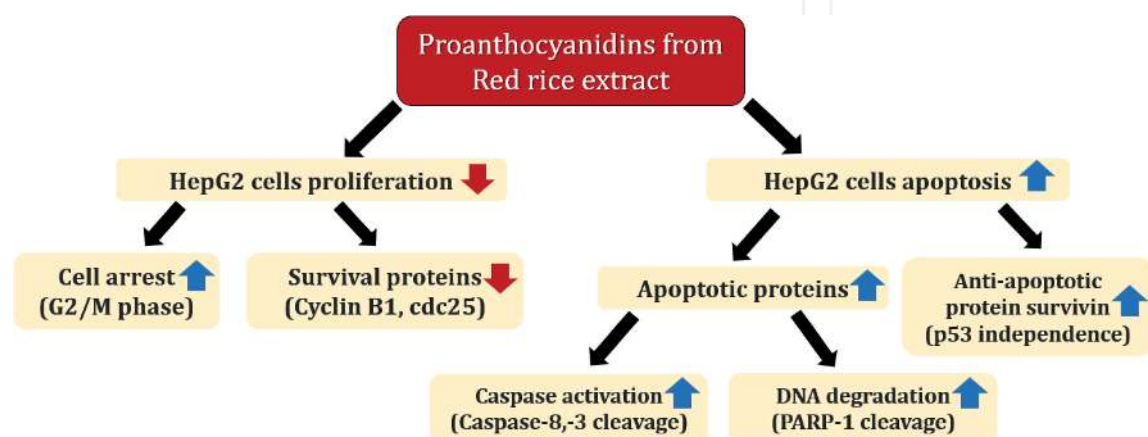 Proanthocyanidins from
Red rice extract
HepG2 cells proliferation
HepG2 cells apoptosis
Cell arrest
(G2/M phase)
Survival proteins
(Cyclin B1, cdc25)
Apoptotic proteins
Anti-apoptotic
protein survivin
(p53 independence)
Caspase activation
(Caspase-8,-3 cleavage)
DNA degradation
(PARP-1 cleavage)